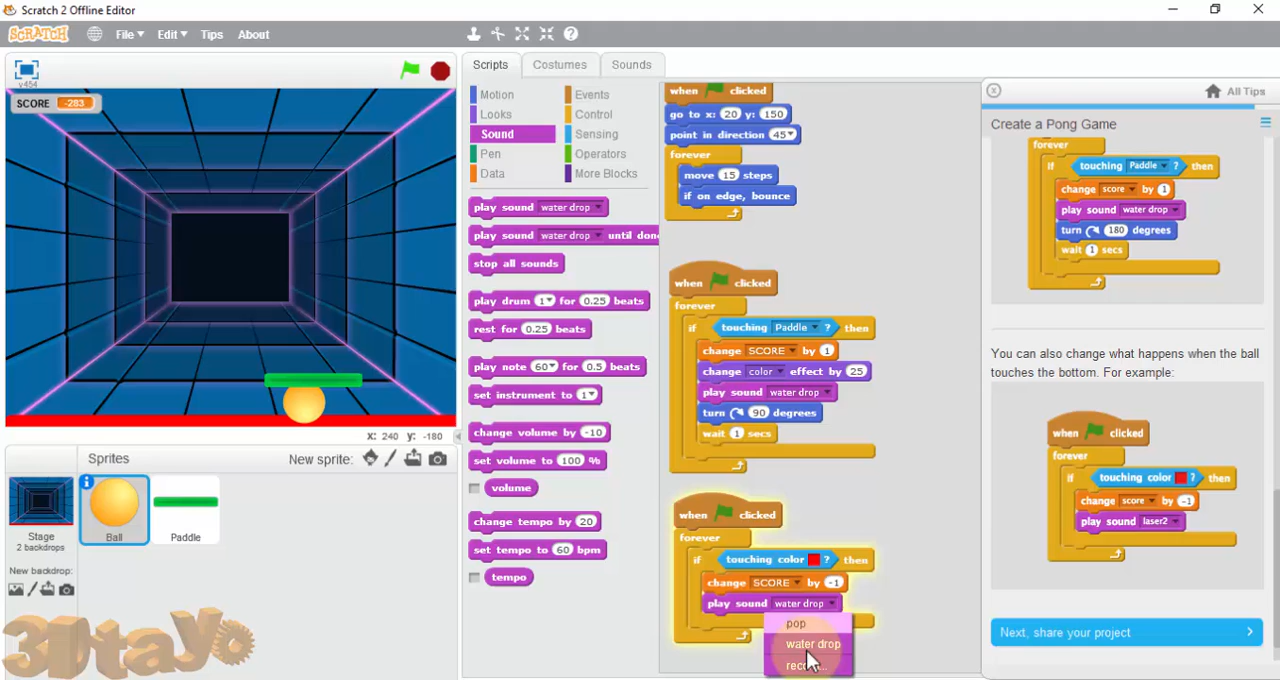 Scratch 2 Offline Editor
SCRATCH File Edit Tips About
v454
SCORE -283
X: 240 y: -180
Sprites New sprite:
Stage
2 backdrops
New backdrop:
Ball
Paddle
3DtaYo
Scripts Costumes Sounds
Motion Events
Looks Control
Sound Sensing
Pen Operators
Data More Blocks
play sound water drop
play sound water drop until don
stop all sounds
play drum 1 for 0.25 beats
rest for 0.25 beats
play note 60 for 0.5 beats
set instrument to 1
change volume by -10
set volume to 100 %
volume
change tempo by 20
set tempo to 60 bpm
tempo
when clicked
go to x: 20 y: 150
point in direction 45
forever
move 15 steps
if on edge, bounce
when clicked
forever
if touching Paddle ? then
change SCORE by 1
change color effect by 25
play sound water drop
turn 90 degrees
wait 1 secs
when clicked
forever
if touching color ? then
change SCORE by -1
play sound water drop
pop
water drop
All Tips
Create a Pong Game
forever
if touching Paddle ? then
change score by 1
play sound water drop
turn 180 degrees
wait 1 secs
You can also change what happens when the ball
touches the bottom. For example:
when clicked
forever
if touching color ? then
change score by -1
play sound laser2
Next, share your project